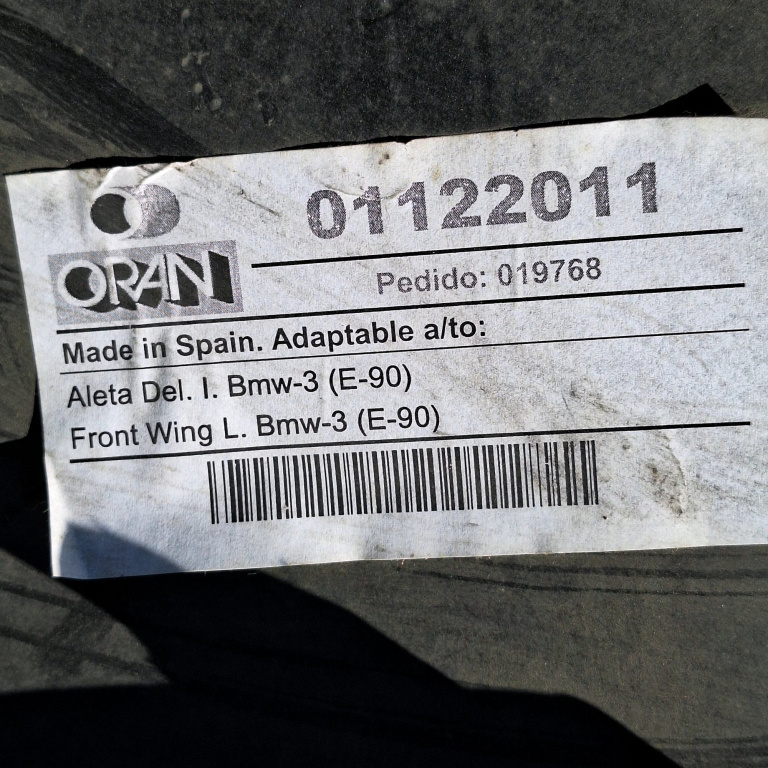 01122011
ORAN
Pedido: 019768
Made in Spain. Adaptable a/to:
Aleta Del. I. Bmw-3 (E-90)
Front Wing L. Bmw-3 (E-90)